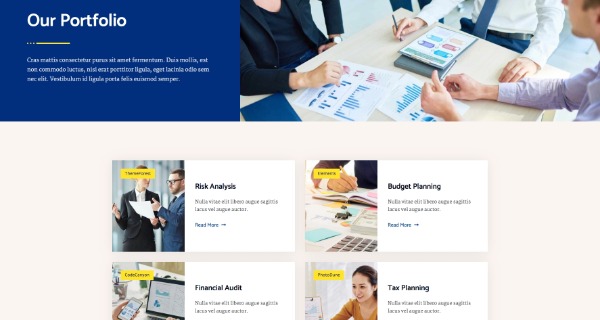 Our Portfolio
Cras mattis consectetur purus sit amet fermentum. Duis mollis, est
non commodo luctus, nisi erat porttitor ligula, eget lacinia odio sem
nec elit. Vestibulum id ligula porta felis euismod semper.
ThemeForest
Risk Analysis
Nulla vitae elit libero augue sagittis
lacus vel augue auctor.
Read More →
Elements
Budget Planning
Nulla vitae elit libero augue sagittis
lacus vel augue auctor.
Read More →
CodeCanyon
Financial Audit
Nulla vitae elit libero augue sagittis
lacus vel augue auctor.
PhotoDune
Tax Planning
Nulla vitae elit libero augue sagittis
lacus vel augue auctor.